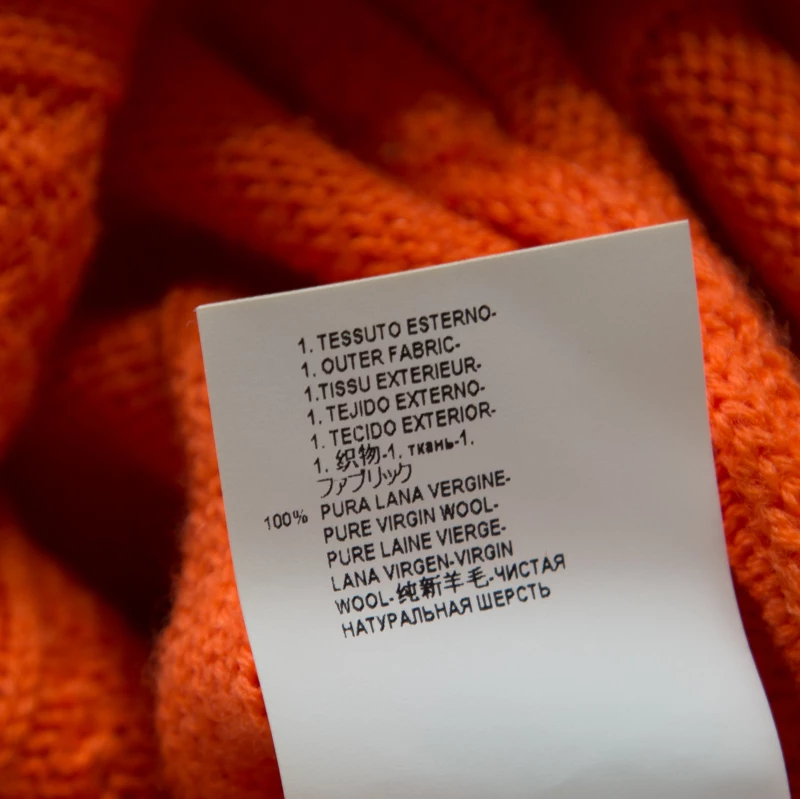 1. TESSUTO ESTERNO-
1. OUTER FABRIC-
1.TISSU EXTERIEUR-
1. TEJIDO EXTERNO-
1. TECIDO EXTERIOR-
1. 织物-1. ткань-1.
ファブリック
100% PURA LANA VERGINE-
PURE VIRGIN WOOL-
PURE LAINE VIERGE-
LANA VIRGEN-VIRGIN
WOOL-纯新羊毛-ЧИСТАЯ
НАТУРАЛЬНАЯ ШЕРСТЬ